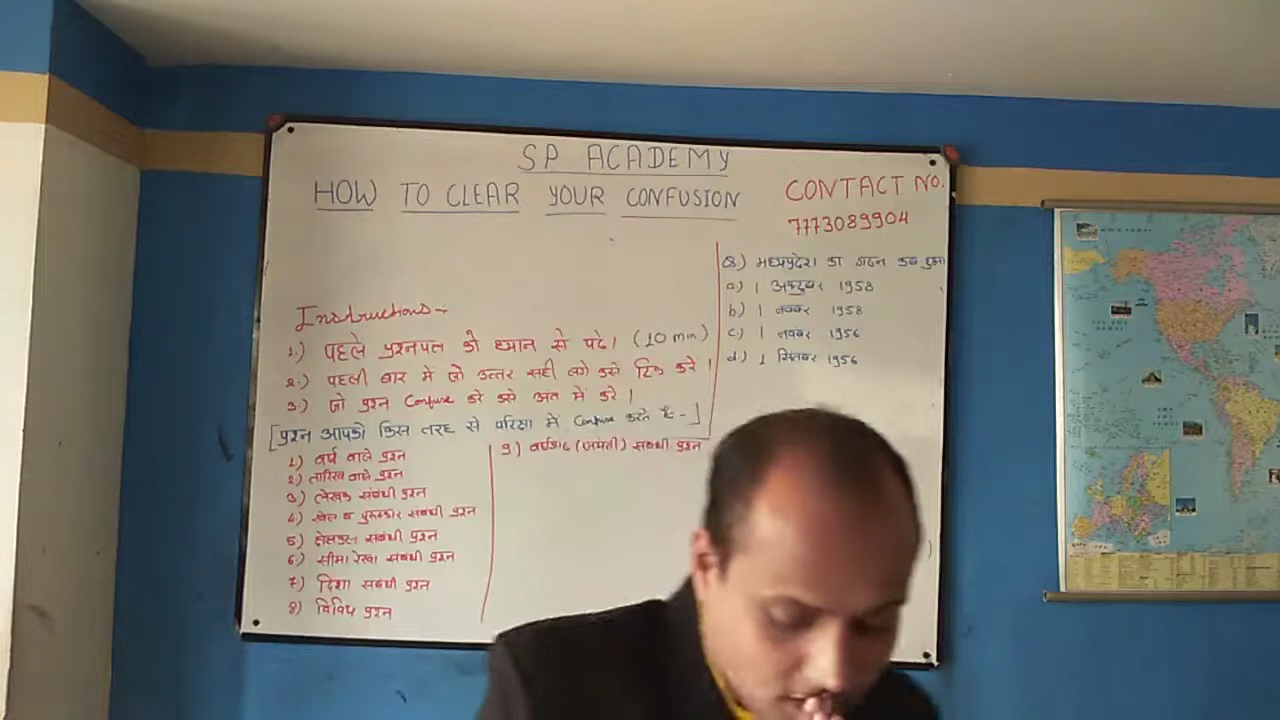 SP ACADEMY
HOW TO CLEAR YOUR CONFUSION
CONTACT NO.
7773089904
Instructions:-
1.) पहले प्रश्नपत्र को ध्यान से पढे। (10 min)
2.) पहली बार में जो उत्तर सही लगे उसे टिक करे।
3.) जो प्रश्न Confuse करे उसे अंत में करे।
[प्रश्न आपको किस तरह से परिक्षा में Confuse करते है -]
1) वर्ष वाले प्रश्न
2) तारिख वाले प्रश्न
3) लेखक संबंधी प्रश्न
4) खेल व पुरुस्कार संबंधी प्रश्न
5) क्षेत्रफल संबंधी प्रश्न
6) सीमा रेखा संबंधी प्रश्न
7) दिशा संबंधी प्रश्न
8) विविध प्रश्न
9.) वर्षगाठ (जयंती) संबंधी प्रश्न
Q.) मध्यप्रदेश का गठन कब हुआ
a.) 1 अक्टूबर 1958
b.) 1 नवंबर 1958
c.) 1 नवंबर 1956
d.) 1 सितंबर 1956